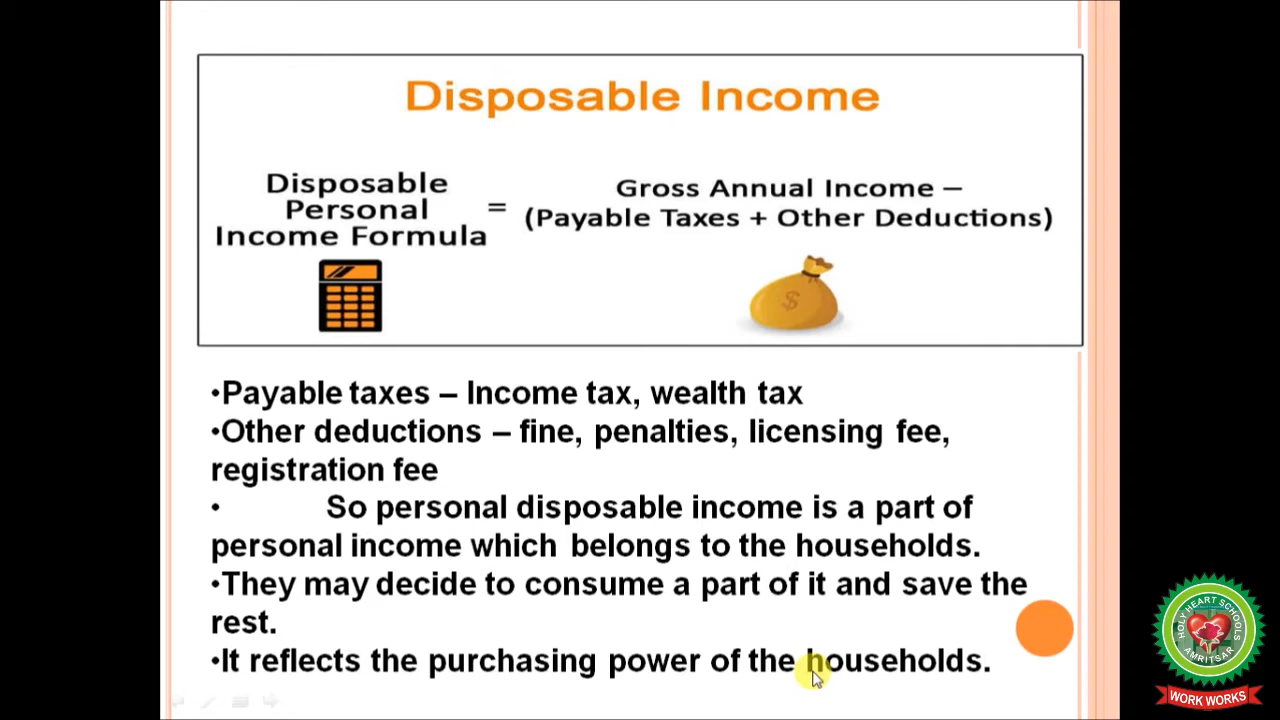 Disposable Income
Disposable
Personal
Income Formula
=
Gross Annual Income –
(Payable Taxes + Other Deductions)
$
•Payable taxes – Income tax, wealth tax
•Other deductions – fine, penalties, licensing fee,
registration fee
• So personal disposable income is a part of
personal income which belongs to the households.
•They may decide to consume a part of it and save the
rest.
•It reflects the purchasing power of the households.
HOLY HEART SCHOOLS
AMRITSAR
WORK WORKS